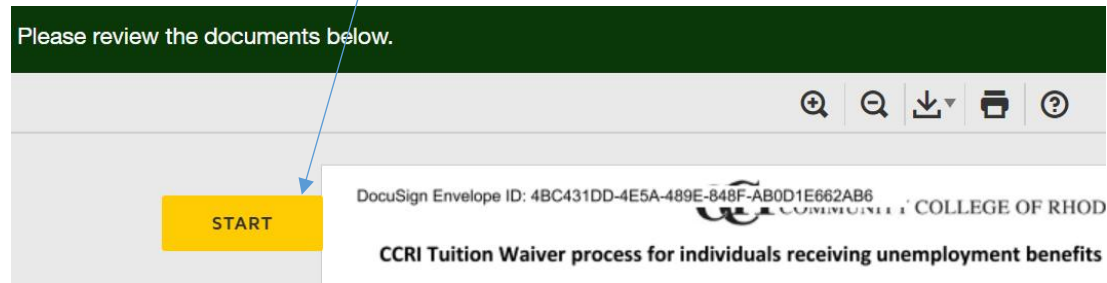 Please review the documents below.
START
DocuSign Envelope ID: 4BC431DD-4E5A-489E-848F-AB0D1E662AB6
COLLEGE OF RHOD
CCRI Tuition Waiver process for individuals receiving unemployment benefits